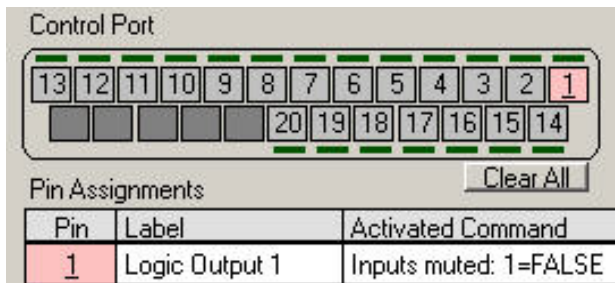 Control Port
13 12 11 10 9 8 7 6 5 4 3 2 1
20 19 18 17 16 15 14
Clear All
Pin Assignments
Pin Label Activated Command
1 Logic Output 1 Inputs muted: 1=FALSE